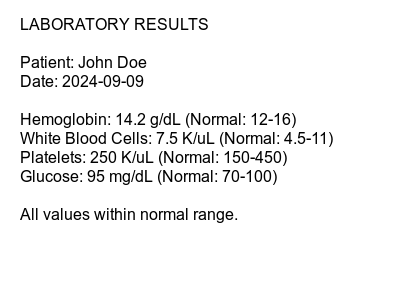 LABORATORY RESULTS
Patient: John Doe
Date: 2024-09-09
Hemoglobin: 14.2 g/dL (Normal: 12-16)
White Blood Cells: 7.5 K/uL (Normal: 4.5-11)
Platelets: 250 K/uL (Normal: 150-450)
Glucose: 95 mg/dL (Normal: 70-100)
All values within normal range.